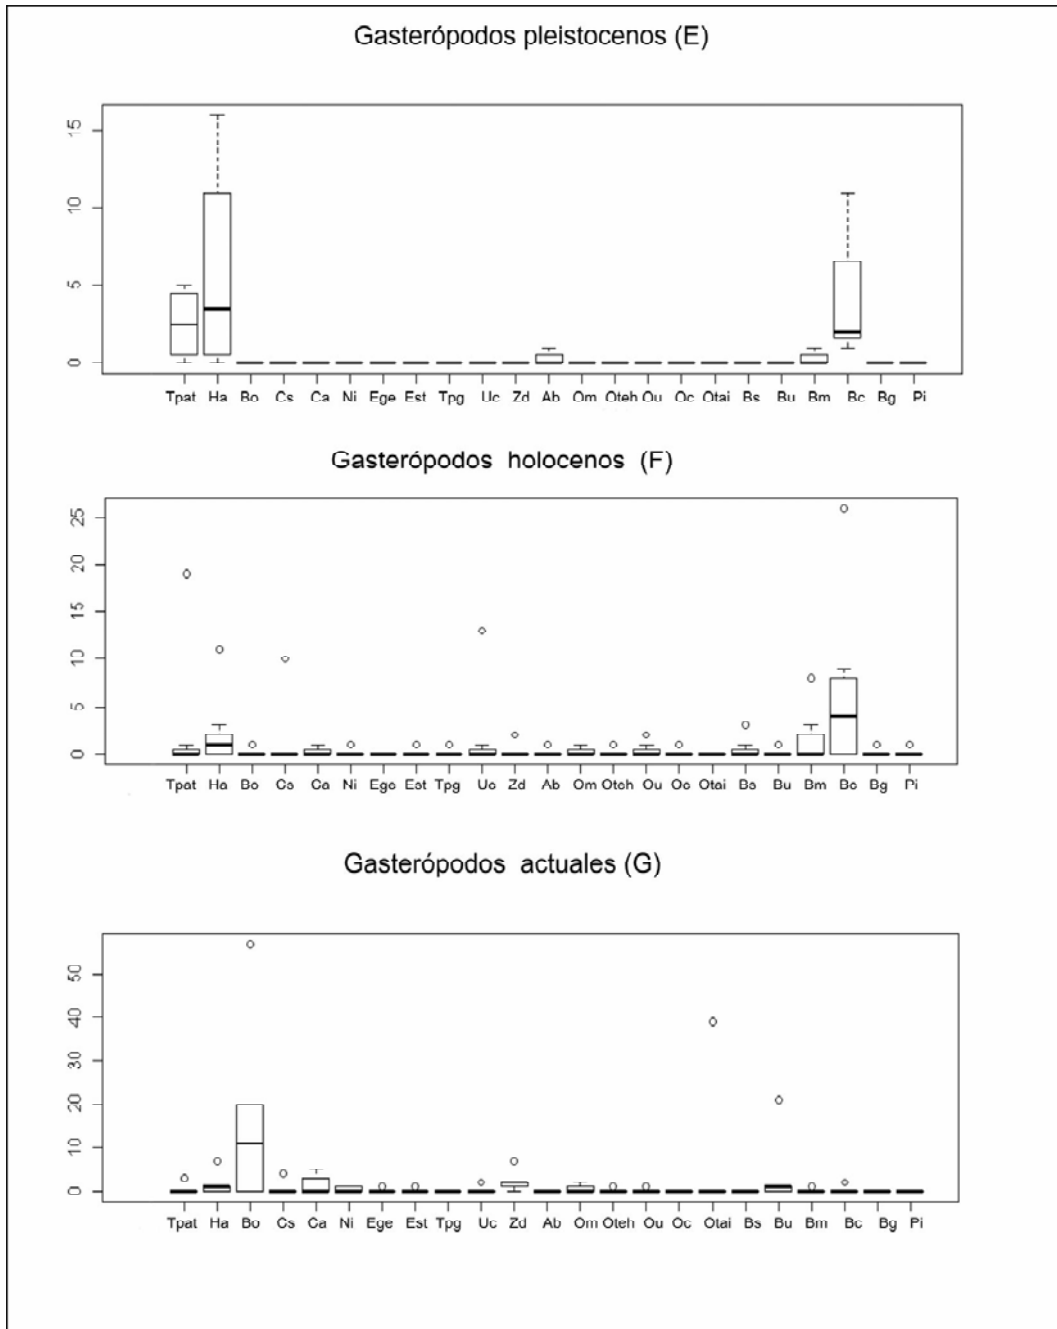 Gasterópodos pleistocenos (E)
15
10
5
0
Tpat Ha Bo Cs Ca Ni Ege Est Tpg Uc Zd Ab Om Oteh Ou Oc Otai Bs Bu Bm Bc Bg Pi
Gasterópodos holocenos (F)
25
20
15
10
5
0
Tpat Ha Bo Cs Ca Ni Ege Est Tpg Uc Zd Ab Om Oteh Ou Oc Otai Bs Bu Bm Bc Bg Pi
Gasterópodos actuales (G)
50
40
30
20
10
0
Tpat Ha Bo Cs Ca Ni Ege Est Tpg Uc Zd Ab Om Oteh Ou Oc Otai Bs Bu Bm Bc Bg Pi